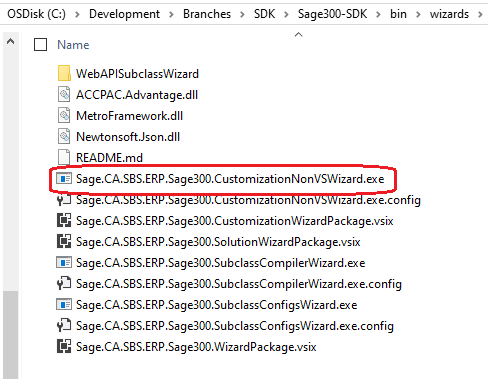 OSDisk (C:) > Development > Branches > SDK > Sage300-SDK > bin > wizards >
Name
WebAPISubclassWizard
ACCPAC.Advantage.dll
MetroFramework.dll
Newtonsoft.Json.dll
README.md
Sage.CA.SBS.ERP.Sage300.CustomizationNonVSWizard.exe
Sage.CA.SBS.ERP.Sage300.CustomizationNonVSWizard.exe.config
Sage.CA.SBS.ERP.Sage300.CustomizationWizardPackage.vsix
Sage.CA.SBS.ERP.Sage300.SolutionWizardPackage.vsix
Sage.CA.SBS.ERP.Sage300.SubclassCompilerWizard.exe
Sage.CA.SBS.ERP.Sage300.SubclassCompilerWizard.exe.config
Sage.CA.SBS.ERP.Sage300.SubclassConfigsWizard.exe
Sage.CA.SBS.ERP.Sage300.SubclassConfigsWizard.exe.config
Sage.CA.SBS.ERP.Sage300.WizardPackage.vsix